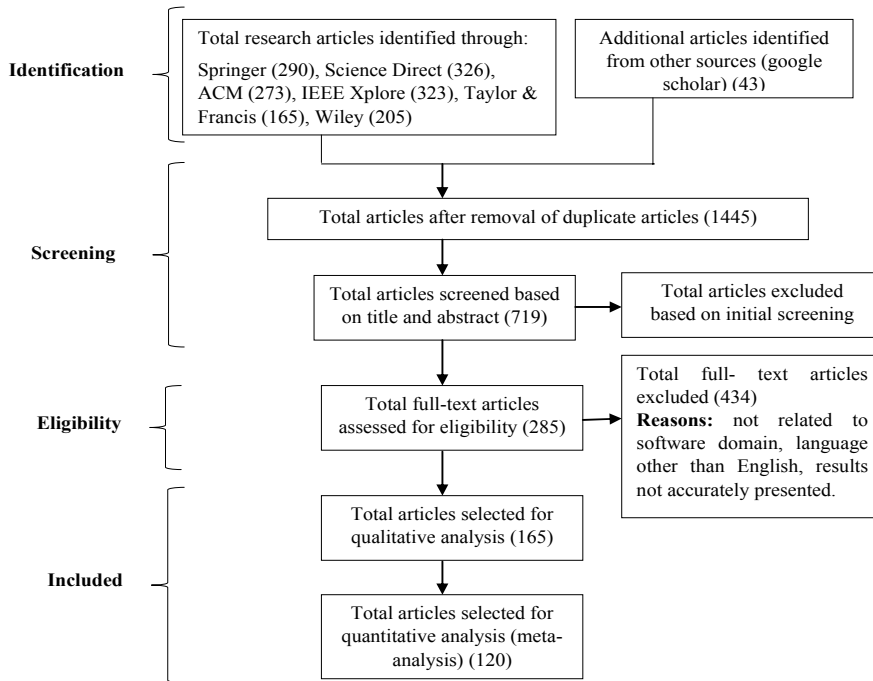 Identification
Total research articles identified through:
Springer (290), Science Direct (326),
ACM (273), IEEE Xplore (323), Taylor &
Francis (165), Wiley (205)
Additional articles identified
from other sources (google
scholar) (43)
Screening
Total articles after removal of duplicate articles (1445)
Total articles screened based
on title and abstract (719)
Total articles excluded
based on initial screening
Eligibility
Total full-text articles
assessed for eligibility (285)
Total full- text articles
excluded (434)
Reasons: not related to
software domain, language
other than English, results
not accurately presented.
Included
Total articles selected for
qualitative analysis (165)
Total articles selected for
quantitative analysis (meta-
analysis) (120)